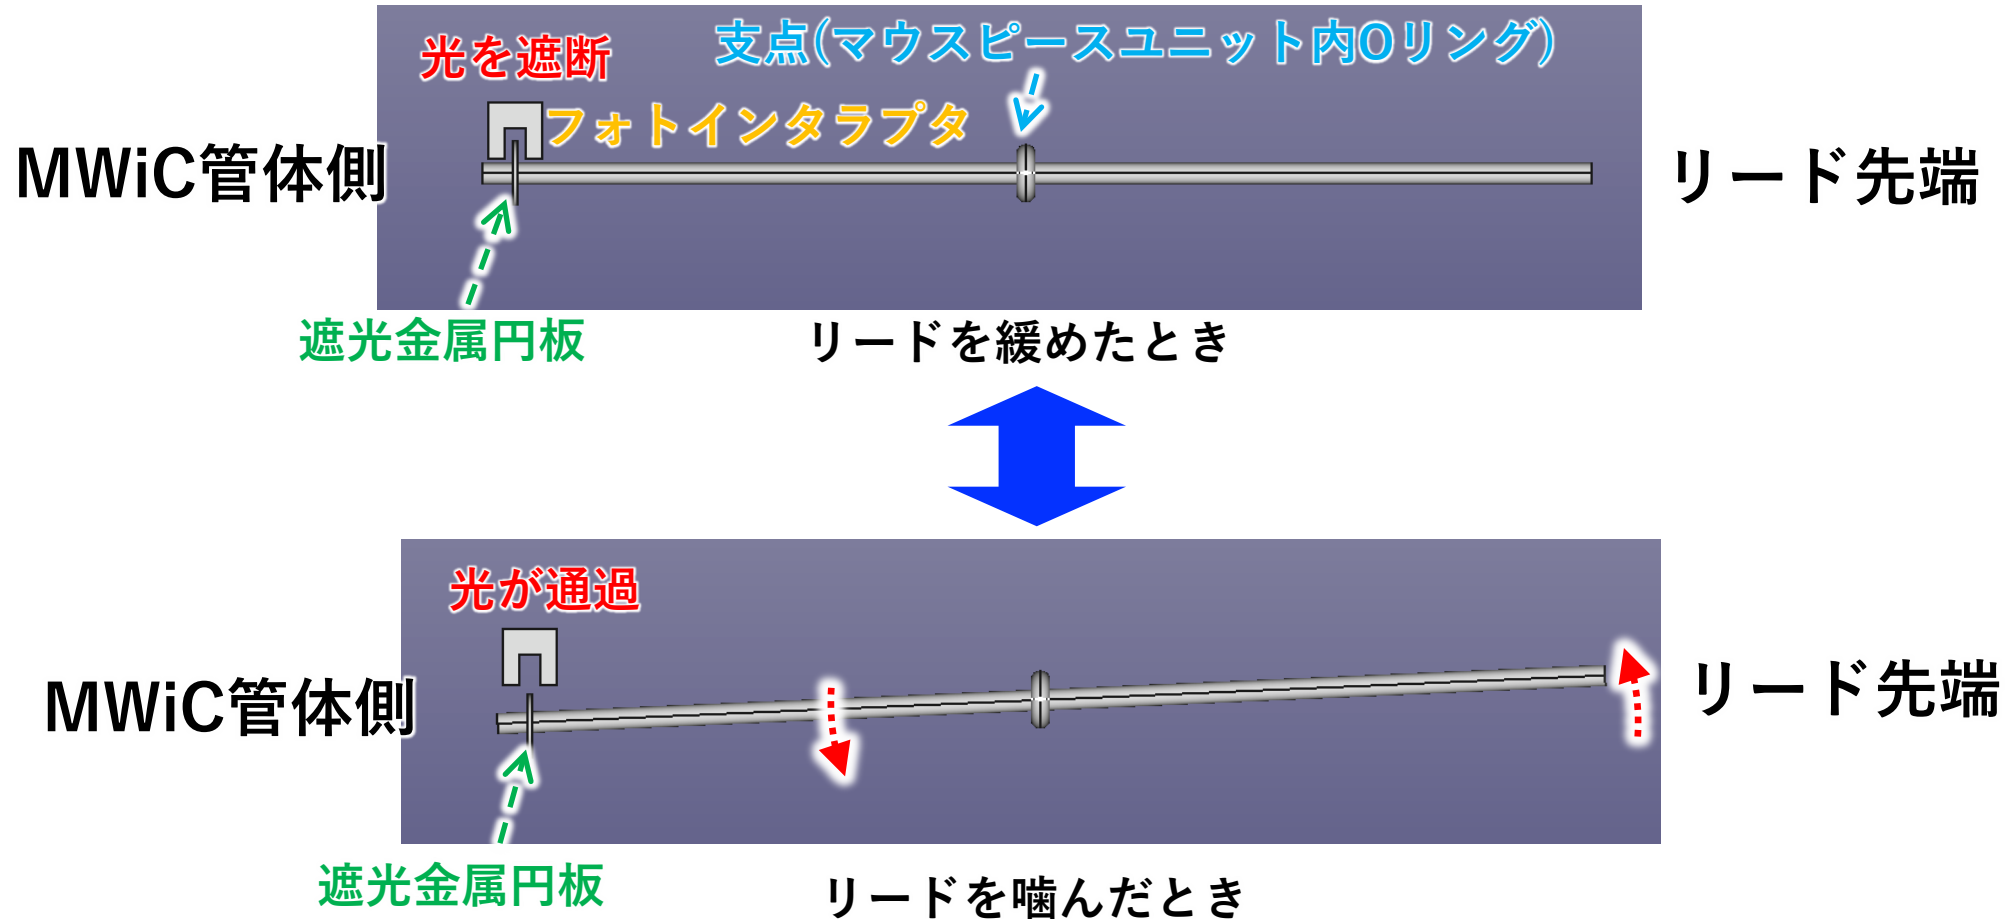 光を遮断
支点(マウスピースユニット内Oリング)
フォトインタラプタ
MWiC管体側
リード先端
遮光金属円板
リードを緩めたとき
光が通過
MWiC管体側
リード先端
遮光金属円板
リードを噛んだとき